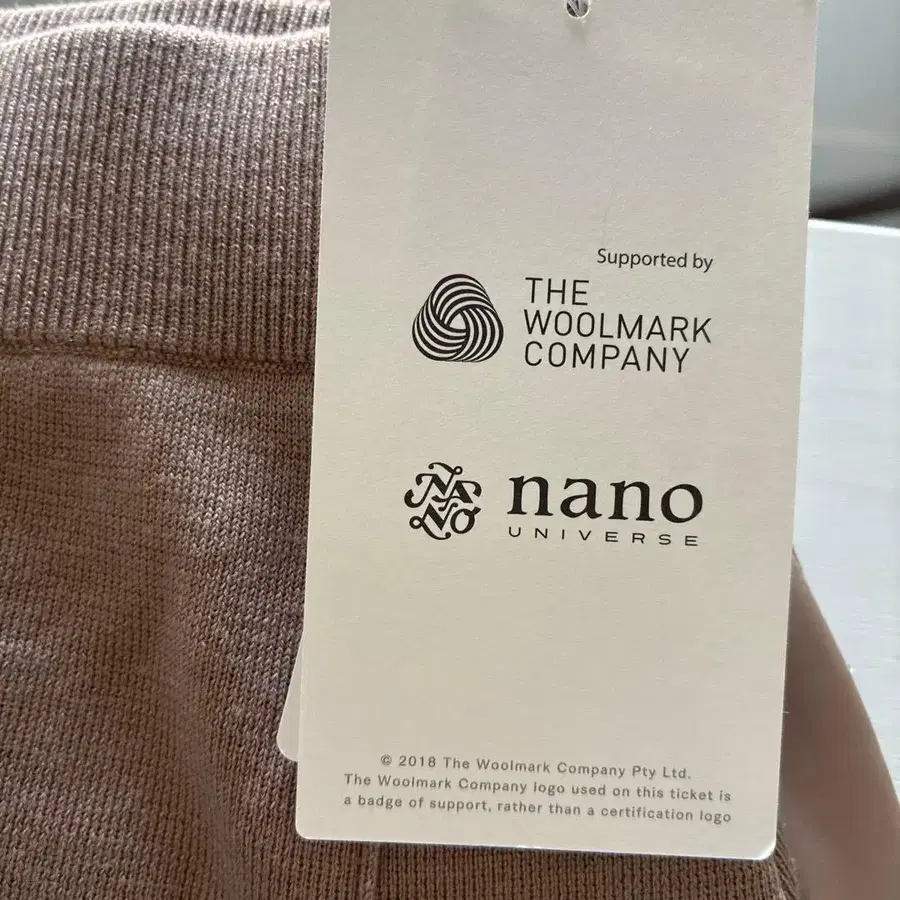 Supported by
THE
WOOLMARK
COMPANY
NANO
nano
UNIVERSE
© 2018 The Woolmark Company Pty Ltd.
The Woolmark Company logo used on this ticket is
a badge of support, rather than a certification logo